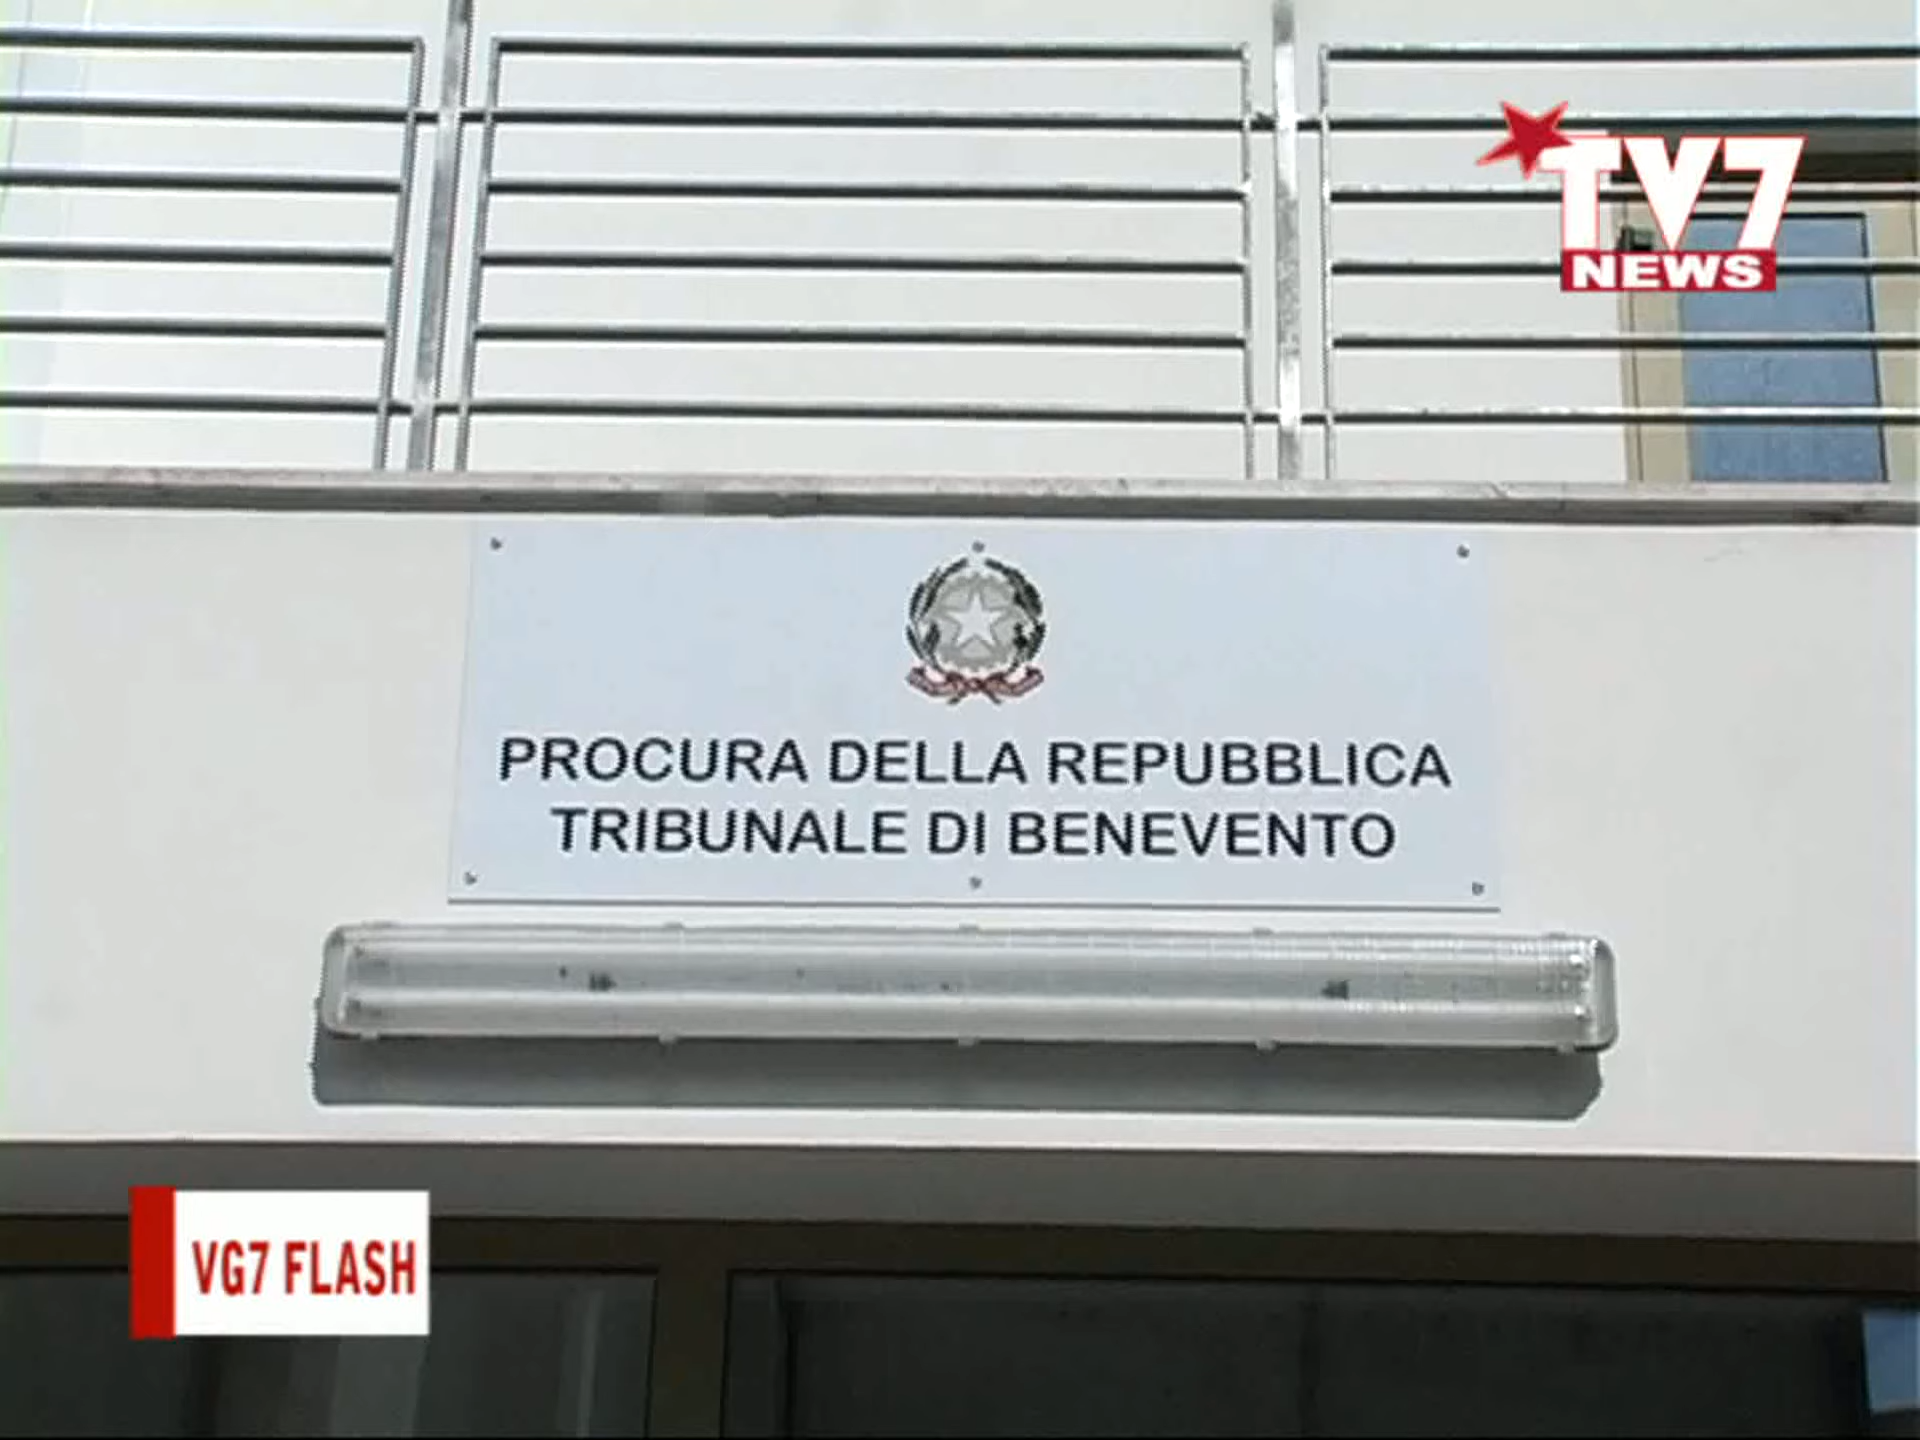 TV7
NEWS
PROCURA DELLA REPUBBLICA
TRIBUNALE DI BENEVENTO
VG7 FLASH